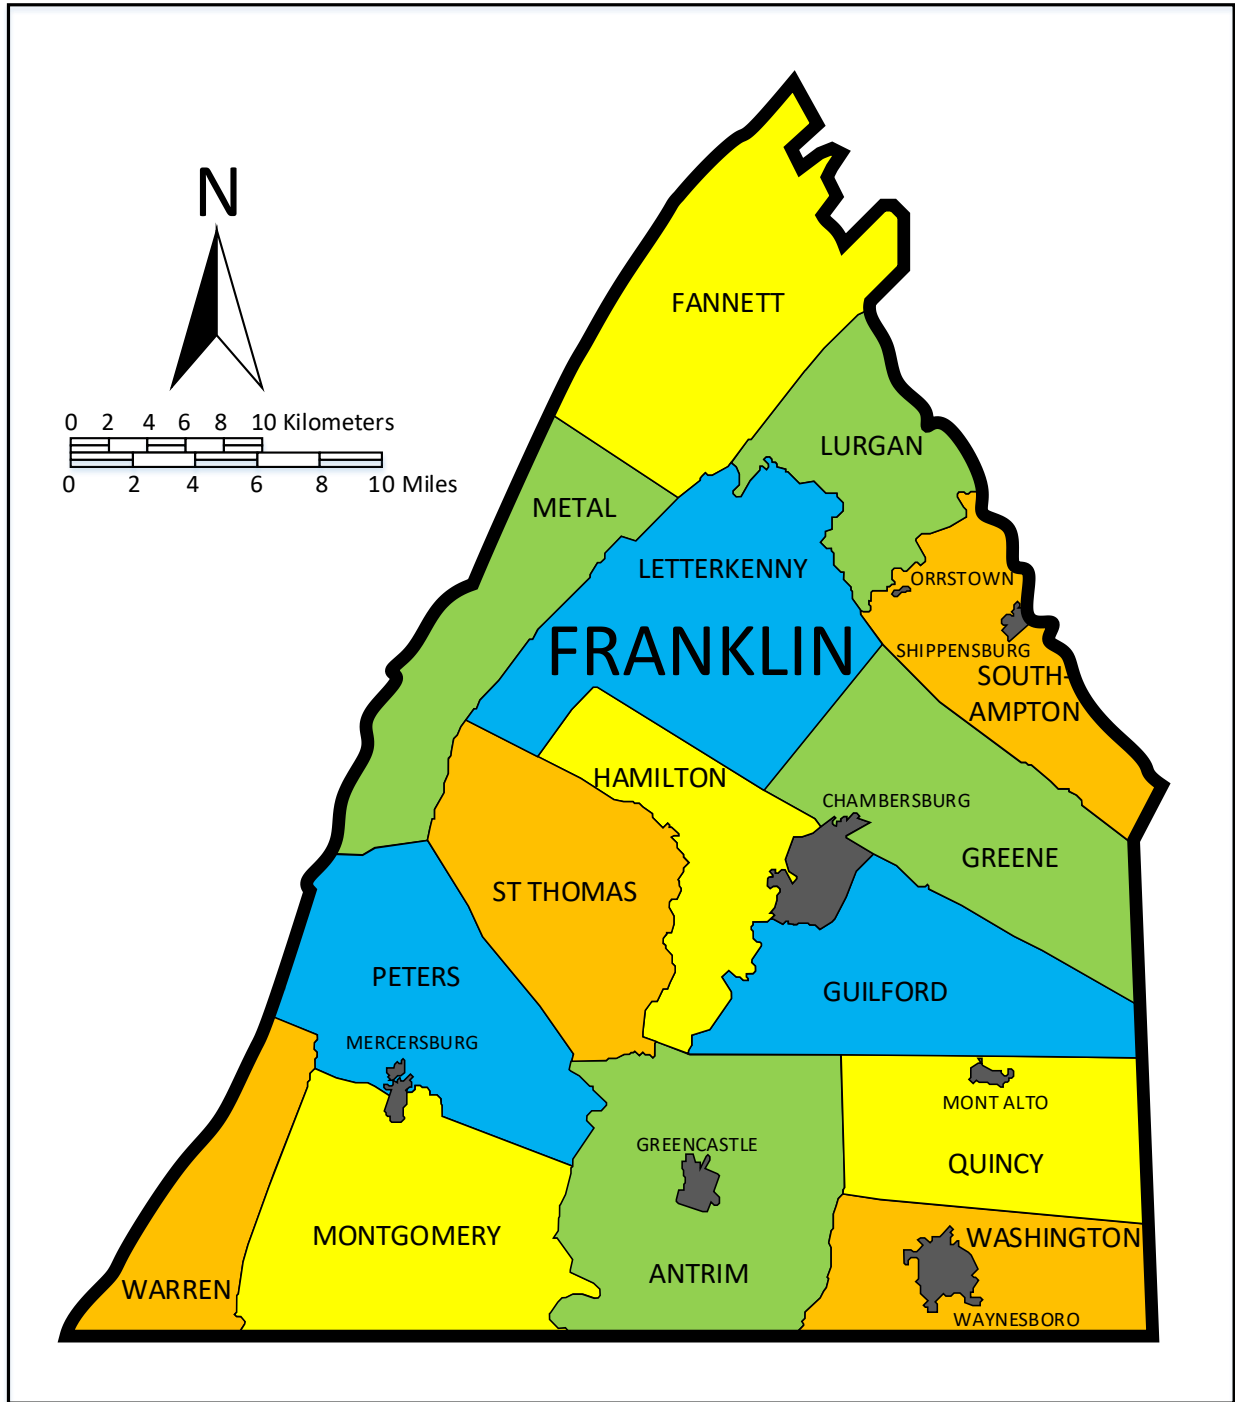 N
FANNETT
0 2 4 6 8 10 Kilometers
0 2 4 6 8 10 Miles
LURGAN
METAL
LETTERKENNY
ORRSTOWN
FRANKLIN
SHIPPENSBURG
SOUTH-
AMPTON
HAMILTON
CHAMBERSBURG
GREENE
ST THOMAS
PETERS
GUILFORD
MERCERSBURG
MONT ALTO
GREENCASTLE
QUINCY
MONTGOMERY
WASHINGTON
ANTRIM
WARREN
WAYNESBORO